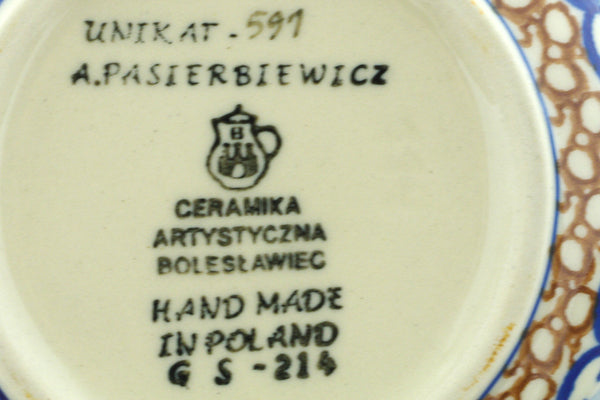 UNIKAT - 591
A.PASIERBIEWICZ
B
CERAMIKA
ARTYSTYCZNA
BOLESŁAWIEC
HAND MADE
IN POLAND
G S - 214